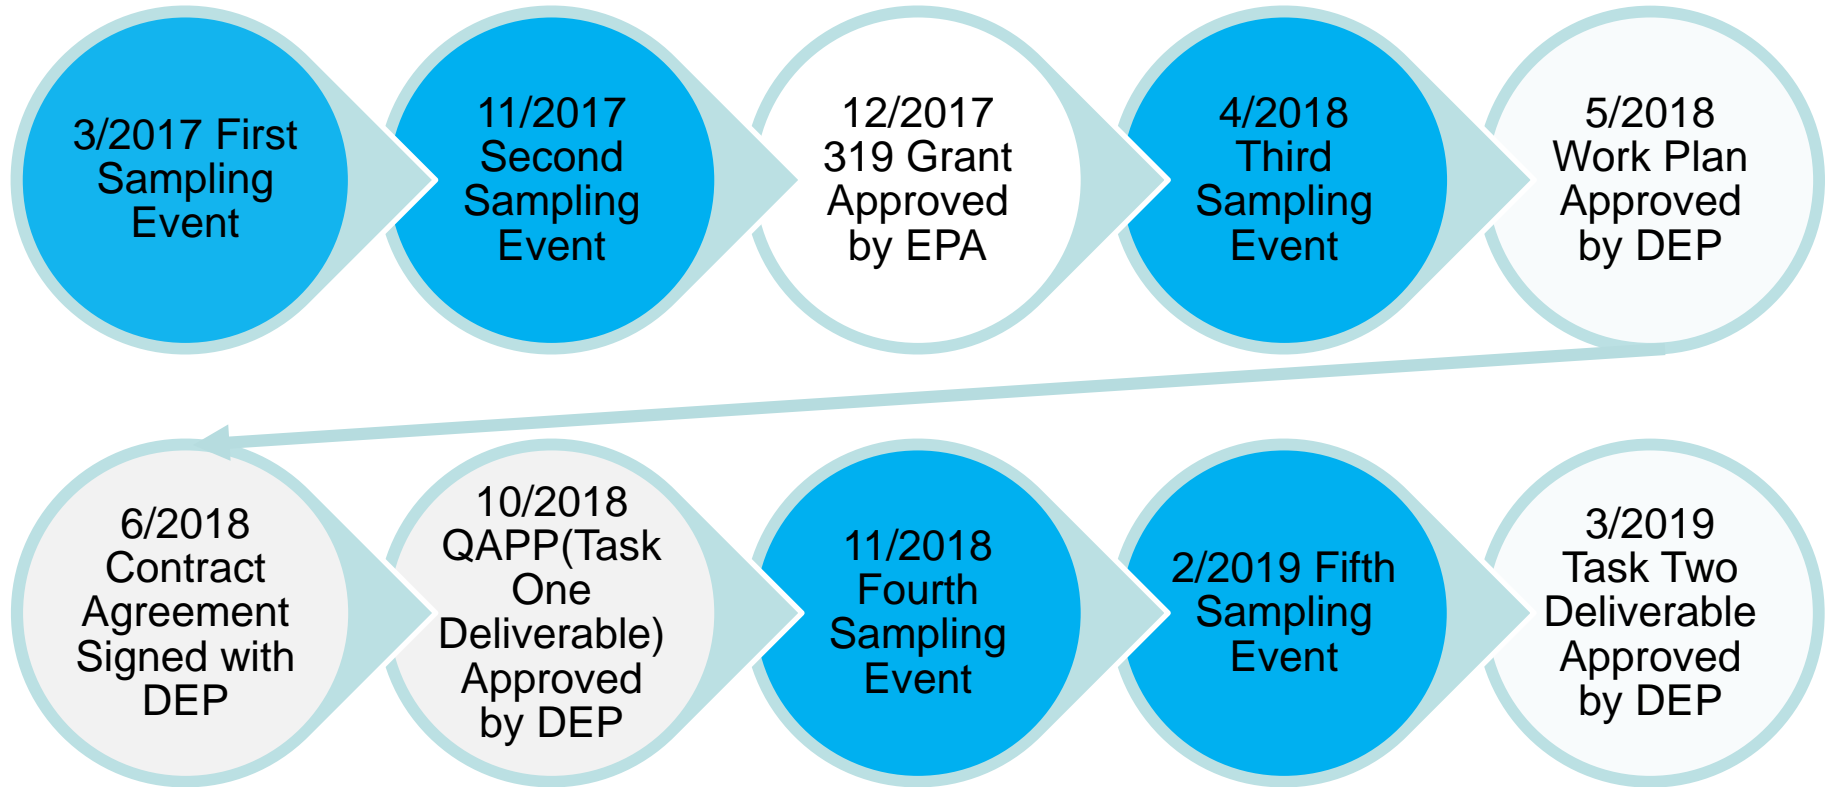 3/2017 First
Sampling
Event
11/2017
Second
Sampling
Event
12/2017
319 Grant
Approved
by EPA
4/2018
Third
Sampling
Event
5/2018
Work Plan
Approved
by DEP
6/2018
Contract
Agreement
Signed with
DEP
10/2018
QAPP(Task
One
Deliverable)
Approved
by DEP
11/2018
Fourth
Sampling
Event
2/2019 Fifth
Sampling
Event
3/2019
Task Two
Deliverable
Approved
by DEP